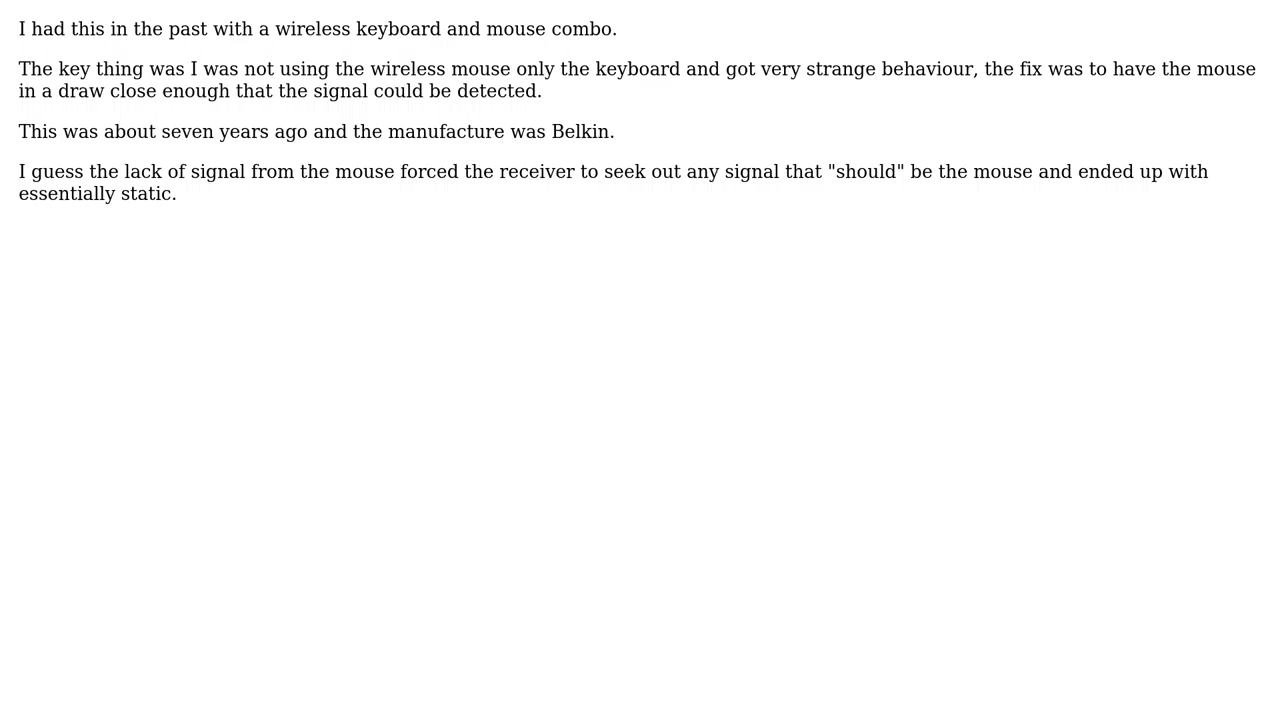 I had this in the past with a wireless keyboard and mouse combo.
The key thing was I was not using the wireless mouse only the keyboard and got very strange behaviour, the fix was to have the mouse
in a draw close enough that the signal could be detected.
This was about seven years ago and the manufacture was Belkin.
I guess the lack of signal from the mouse forced the receiver to seek out any signal that "should" be the mouse and ended up with
essentially static.